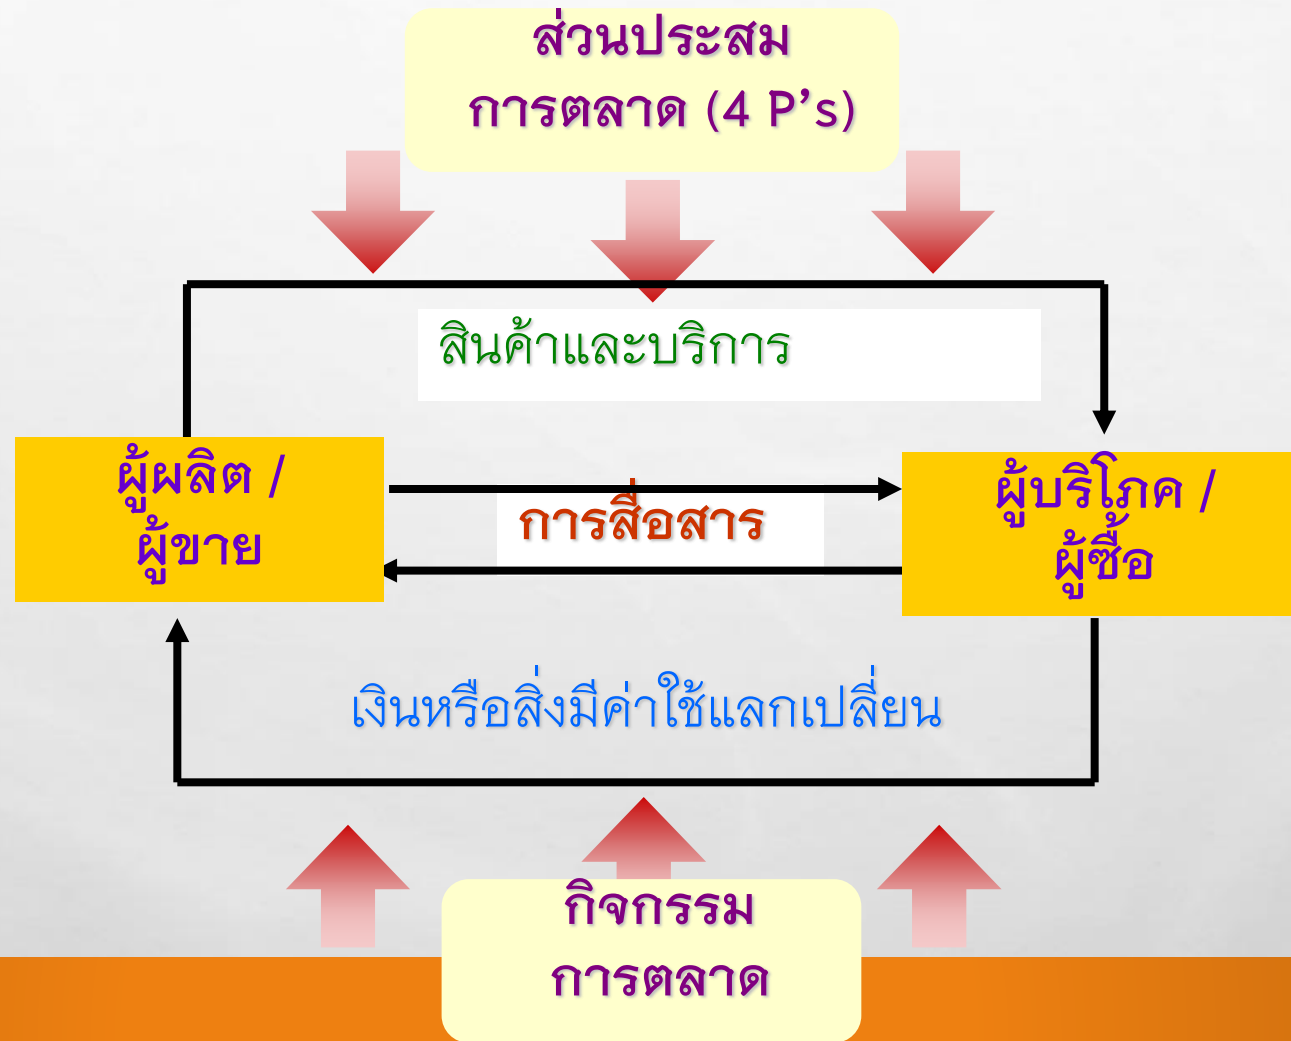 ส่วนประสม
การตลาด (4 P’s)
สินค้าและบริการ
ผู้ผลิต /
ผู้ขาย
การสื่อสาร
ผู้บริโภค /
ผู้ซื้อ
เงินหรือสิ่งมีค่าใช้แลกเปลี่ยน
กิจกรรม
การตลาด